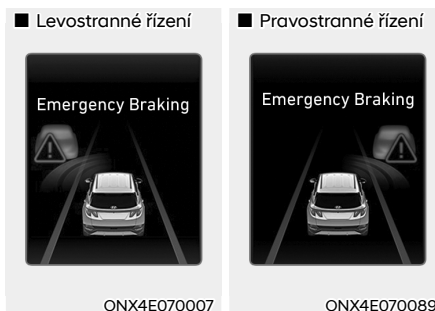 ■ Levostranné řízení
Emergency Braking
ONX4E070007
■ Pravostranné řízení
Emergency Braking
ONX4E070089